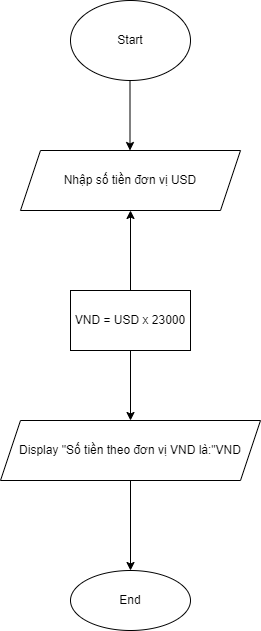 Start
Nhập số tiền đơn vị USD
VND = USD x 23000
Display "Số tiền theo đơn vị VND là:"VND
End